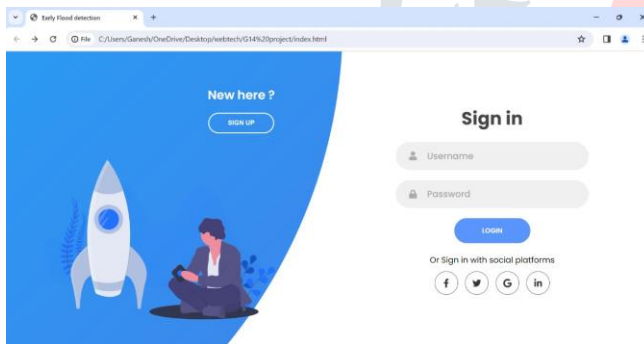 Early Flood detection
File C:/Users/Ganesh/OneDrive/Desktop/webtech/G14%20project/index.html
New here ?
SIGN UP
Sign in
Username
Password
LOGIN
Or Sign in with social platforms
f G in